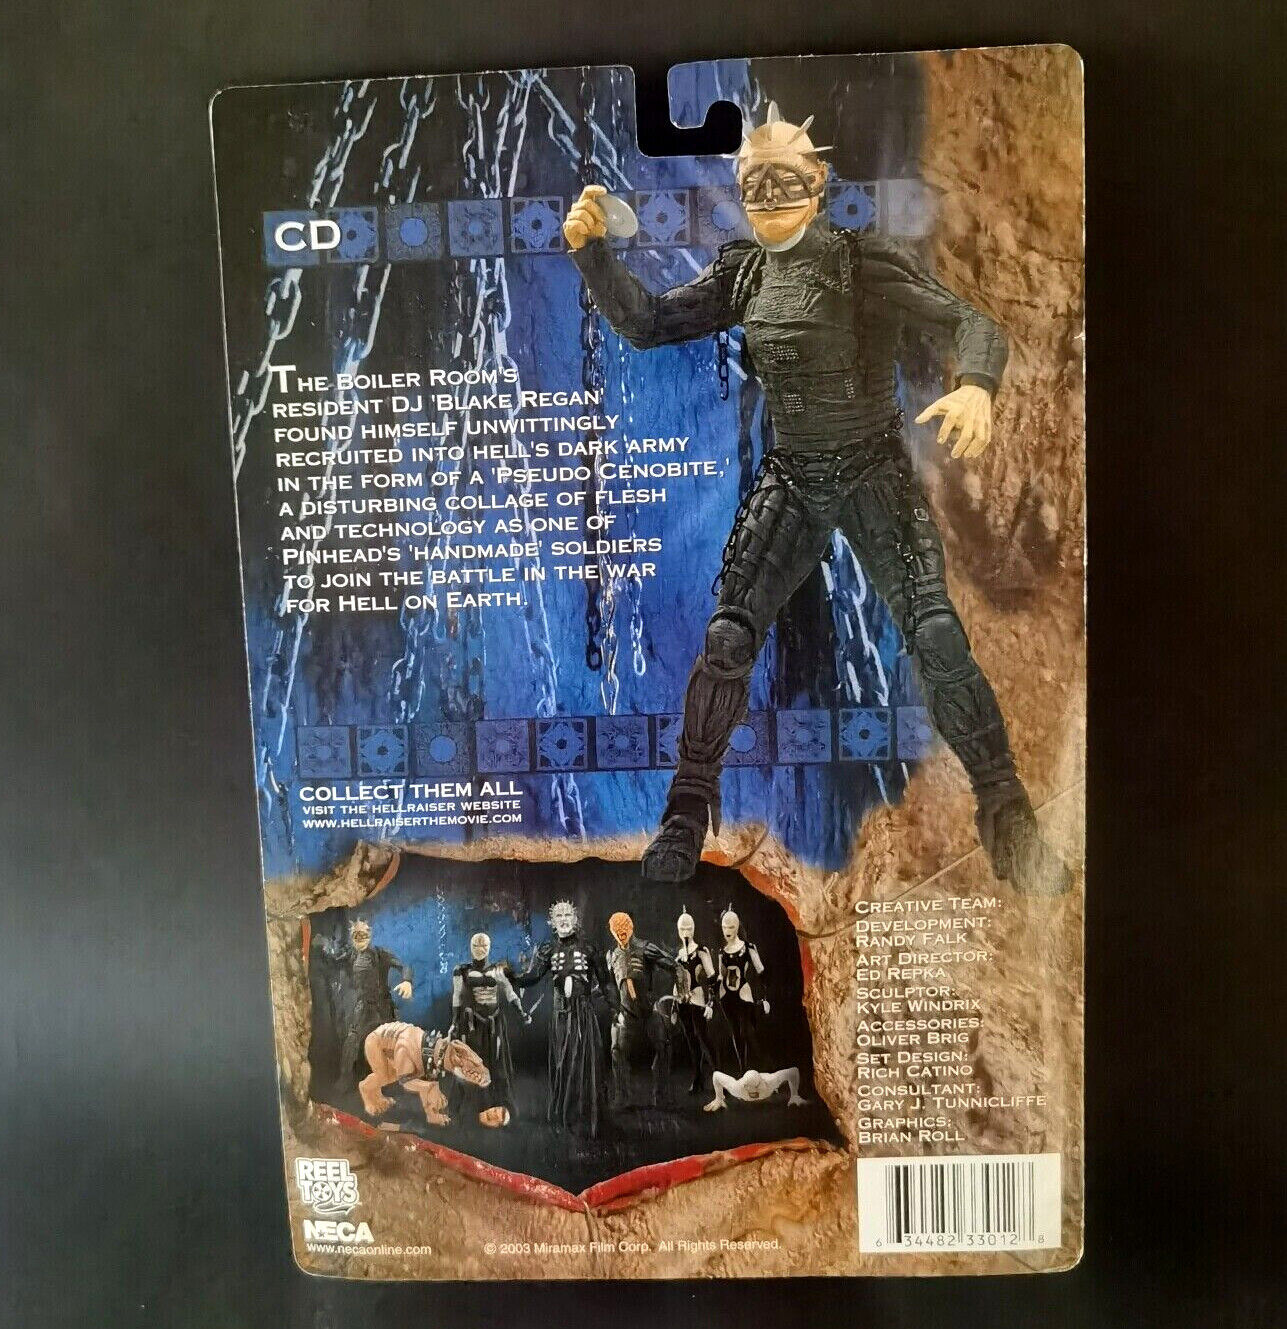 CD
THE BOILER ROOM'S
RESIDENT DJ 'BLAKE REGAN'
FOUND HIMSELF UNWITTINGLY
RECRUITED INTO HELL'S DARK ARMY
IN THE FORM OF A 'PSEUDO CENOBITE,'
A DISTURBING COLLAGE OF FLESH
AND TECHNOLOGY AS ONE OF
PINHEAD'S 'HANDMADE' SOLDIERS
TO JOIN THE BATTLE IN THE WAR
FOR HELL ON EARTH.
COLLECT THEM ALL
VISIT THE HELLRAISER WEBSITE
WWW.HELLRAISERTHEMOVIE.COM
CREATIVE TEAM:
DEVELOPMENT:
RANDY FALK
ART DIRECTOR:
ED REPKA
SCULPTOR:
KYLE WINDRIX
ACCESSORIES:
OLIVER BRIG
SET DESIGN:
RICH CATINO
CONSULTANT:
GARY J. TUNNICLIFFE
GRAPHICS:
BRIAN ROLL
REEL
TOYS
NECA
www.necaonline.com
© 2003 Miramax Film Corp. All Rights Reserved.
6 34482 33012 8